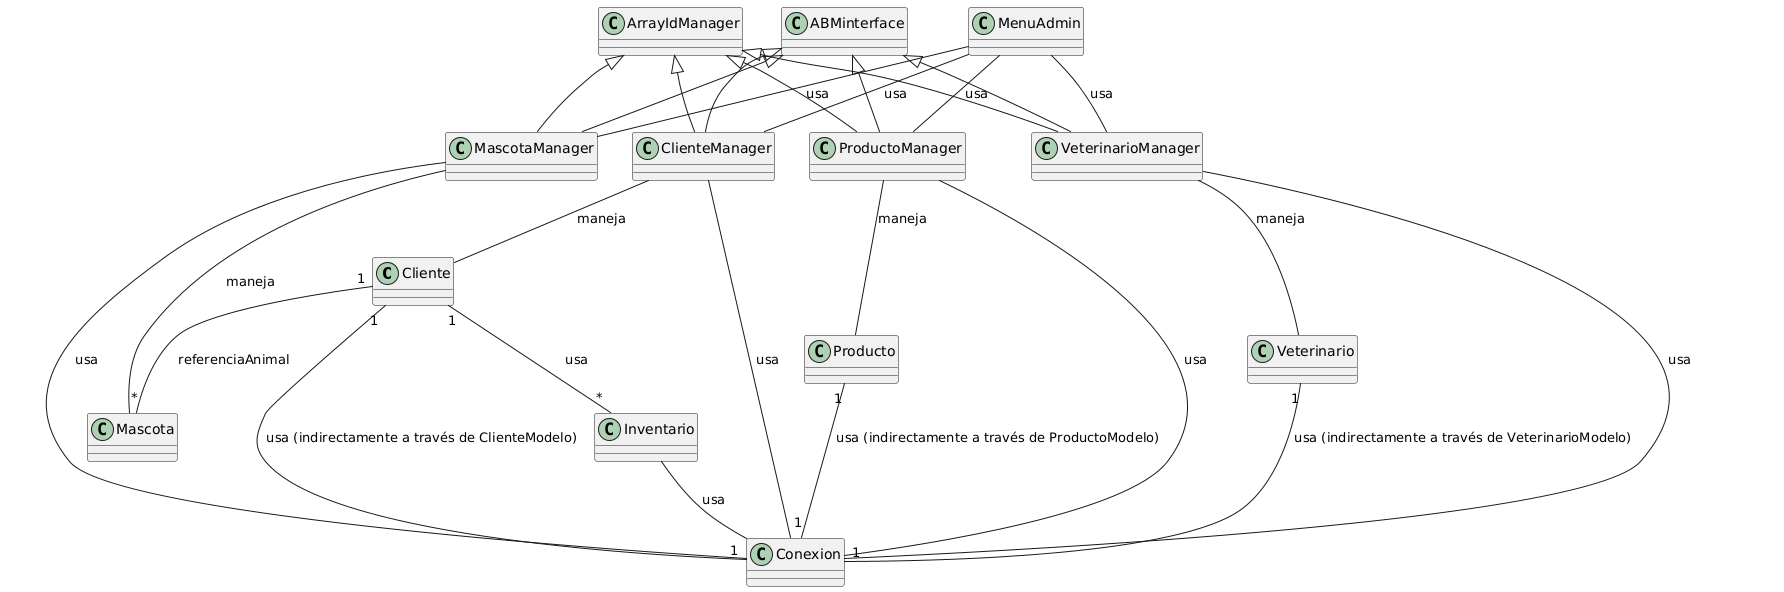 C ArrayIdManager
C ABMinterface
C MenuAdmin
usa
usa
usa
usa
C MascotaManager
C ClienteManager
C ProductoManager
C VeterinarioManager
maneja
maneja
maneja
C Cliente
1
maneja
1
1
usa
referenciaAnimal
usa
usa
usa
usa
C Producto
C Veterinario
*
*
1
1
C Mascota
C Inventario
usa (indirectamente a través de ClienteModelo)
usa (indirectamente a través de ProductoModelo)
usa (indirectamente a través de VeterinarioModelo)
usa
1
1
1
C Conexion